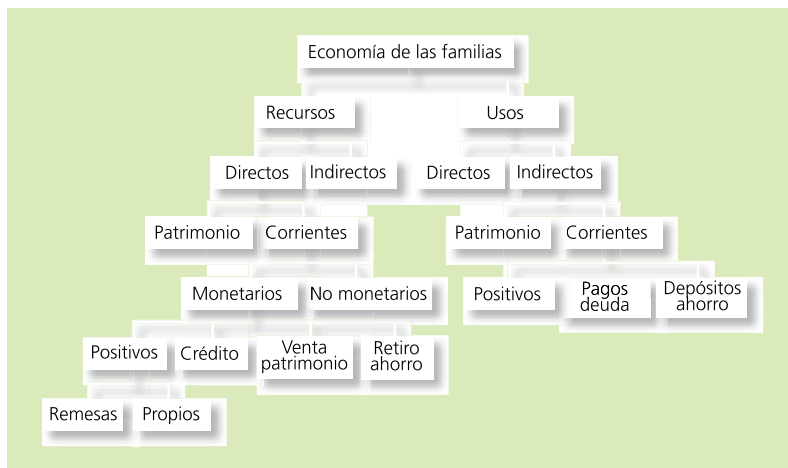 Economía de las familias
Recursos
Usos
Directos
Indirectos
Directos
Indirectos
Patrimonio
Corrientes
Patrimonio
Corrientes
Monetarios
No monetarios
Positivos
Pagos
deuda
Depósitos
ahorro
Positivos
Crédito
Venta
patrimonio
Retiro
ahorro
Remesas
Propios